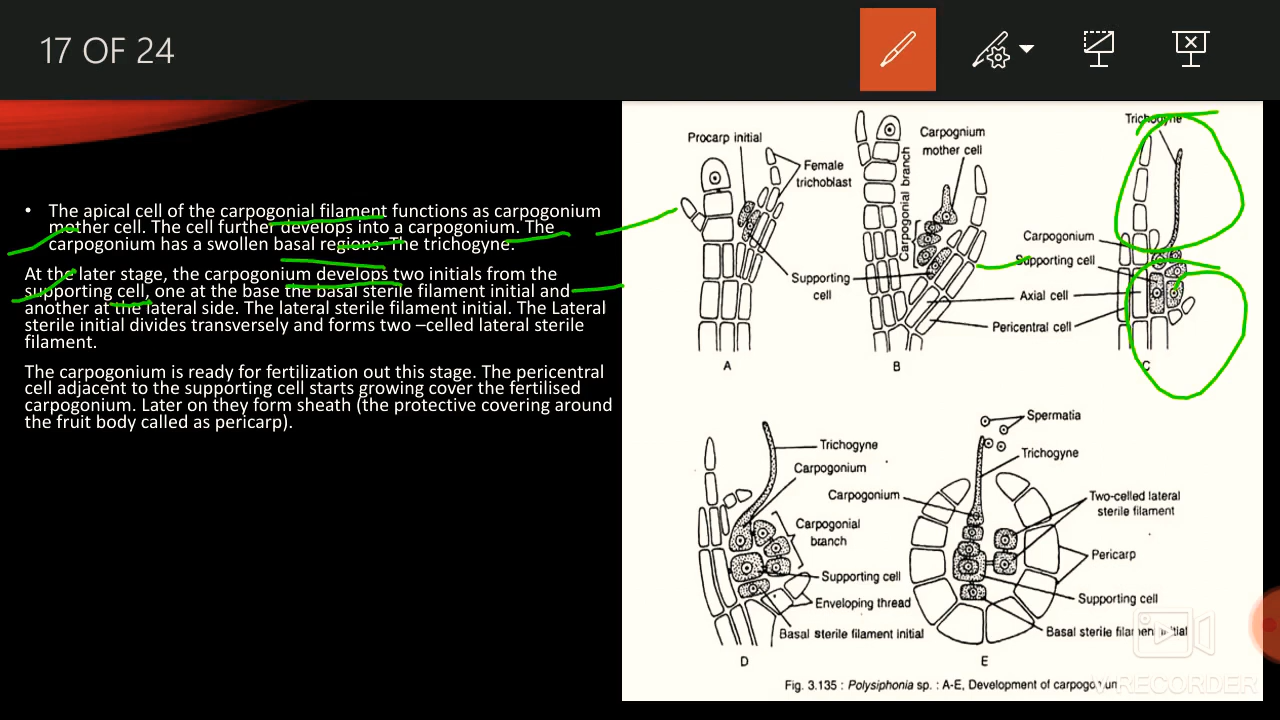 17 OF 24
• The apical cell of the carpogonial filament functions as carpogonium
mother cell. The cell further develops into a carpogonium. The
carpogonium has a swollen basal regions. The trichogyne.
At the later stage, the carpogonium develops two initials from the
supporting cell, one at the base the basal sterile filament initial and
another at the lateral side. The lateral sterile filament initial. The Lateral
sterile initial divides transversely and forms two –celled lateral sterile
filament.
The carpogonium is ready for fertilization out this stage. The pericentral
cell adjacent to the supporting cell starts growing cover the fertilised
carpogonium. Later on they form sheath (the protective covering around
the fruit body called as pericarp).
Procarp initial
Female
trichoblast
Supporting
cell
A
Carpognium
mother cell
Carpogonial branch
B
Trichogyne
Carpogonium
Supporting cell
Axial cell
Pericentral cell
C
Trichogyne
Carpogonium
Carpogonial
branch
Supporting cell
Enveloping thread
Basal sterile filament initial
D
Spermatia
Trichogyne
Carpogonium
Two-celled lateral
sterile filament
Pericarp
Supporting cell
Basal sterile filament initial
E
Fig. 3.135 : Polysiphonia sp. : A-E, Development of carpogonium
V RECORDER